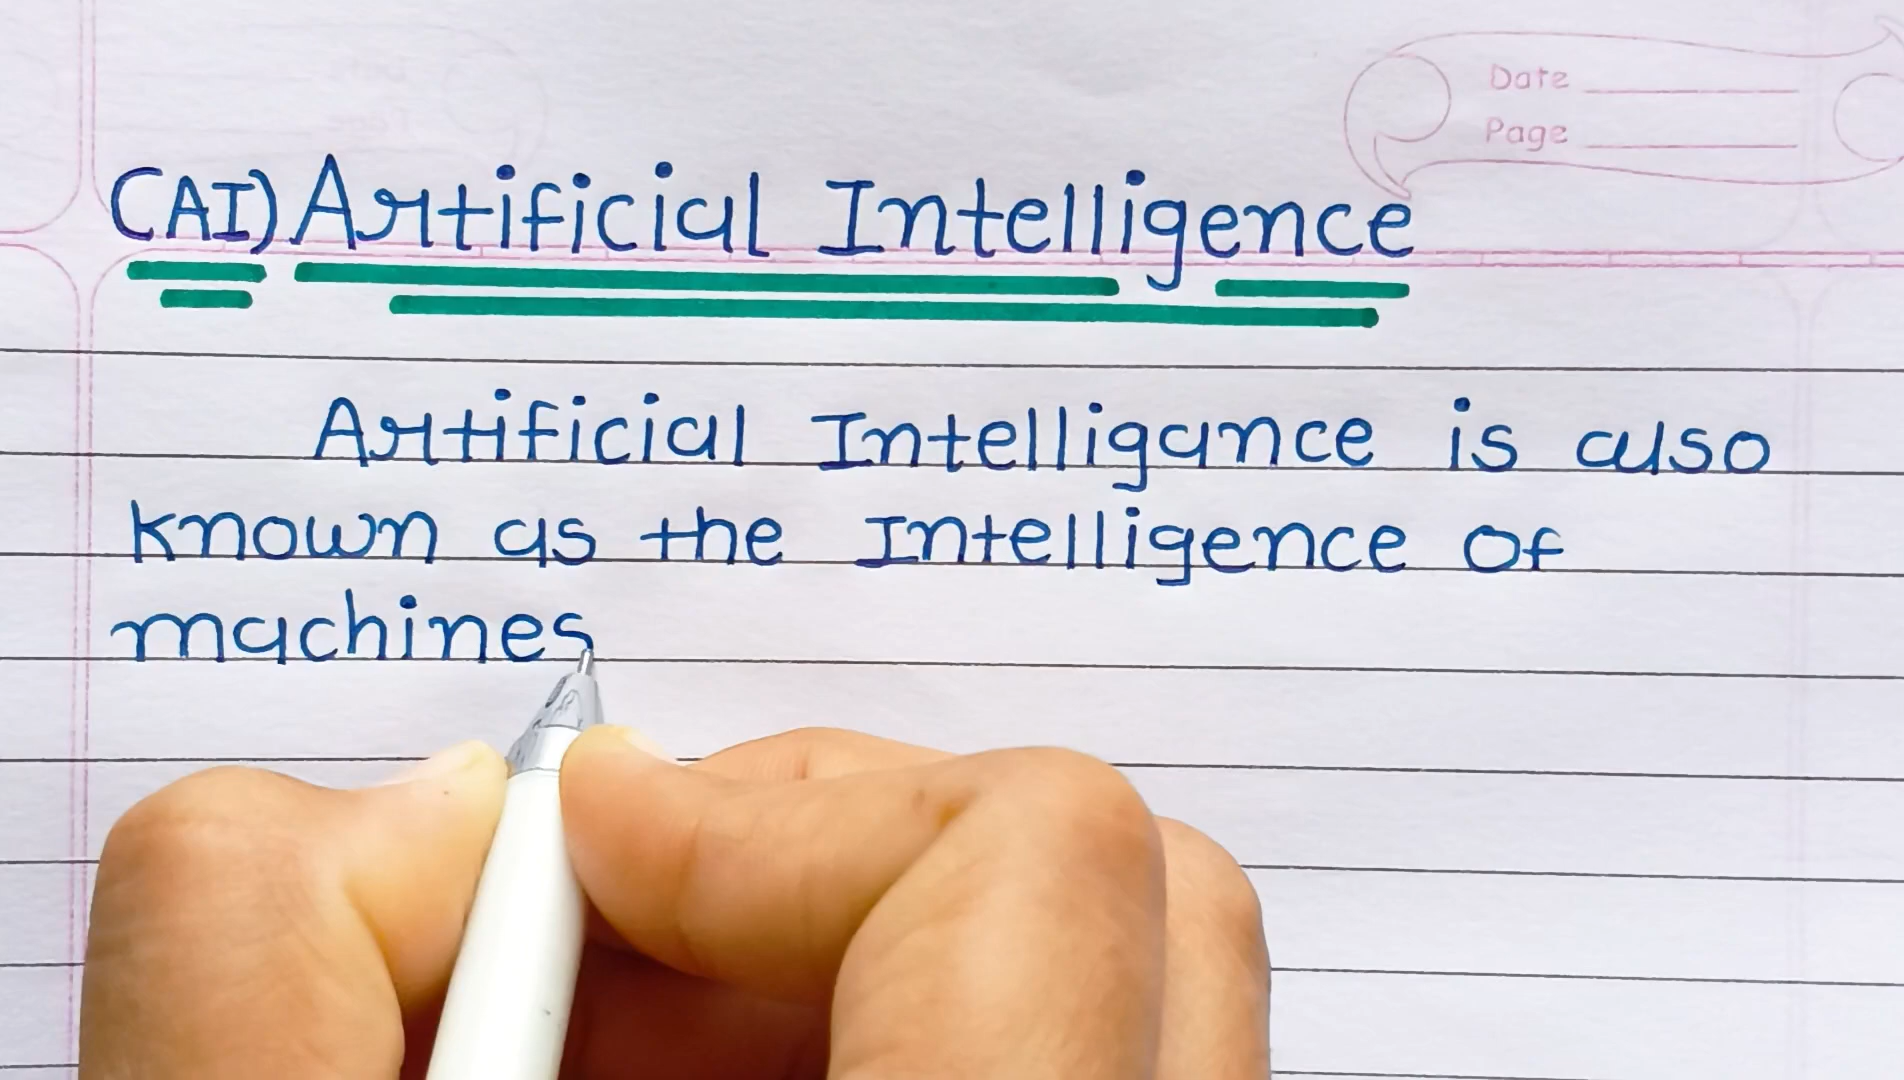 Date
Page
(AI) Artificial Intelligence
Artificial Intelligance is also
known as the Intelligence of
machines